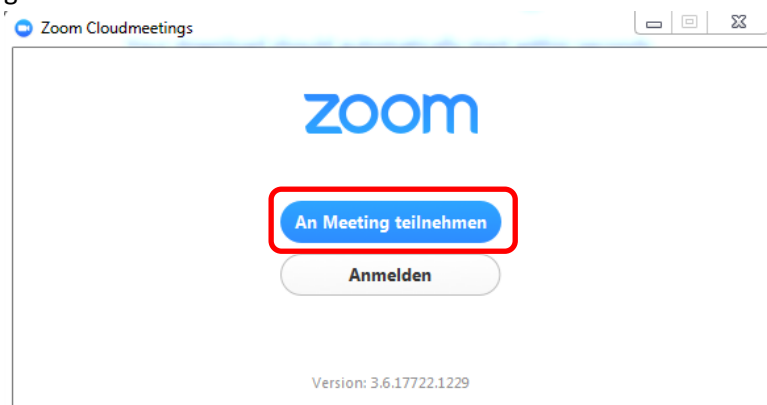 Zoom Cloudmeetings
zoom
An Meeting teilnehmen
Anmelden
Version: 3.6.17722.1229